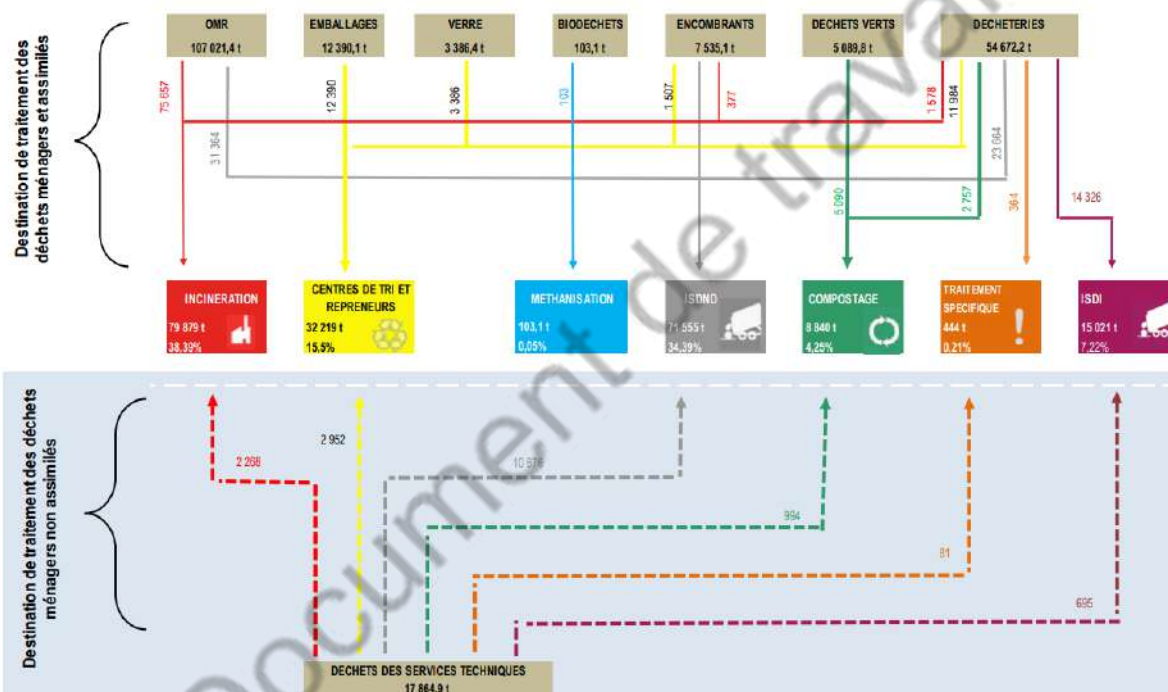 OMR
107 021,4 t
EMBALLAGES
12 390,1 t
VERRE
3 386,4 t
BIODECHETS
103,1 t
ENCOMBRANTS
7 535,1 t
DECHETS VERTS
5 089,8 t
DECHETERIES
54 672,2 t
Destination de traitement des
déchets ménagers et assimilés
75 657
31 364
12 390
3 386
103
1 507
377
5 090
1 578
11 984
2 757
23 664
364
14 326
INCINERATION
79 879 t
38,39%
CENTRES DE TRI ET
REPRENEURS
32 219 t
15,5%
METHANISATION
103,1 t
0,05%
ISDND
71 555 t
34,39%
COMPOSTAGE
8 840 t
4,25%
TRAITEMENT
SPECIFIQUE
444 t
0,21%
ISDI
15 021 t
7,22%
Destination de traitement des déchets
ménagers non assimilés
2 268
2 952
994
81
695
DECHETS DES SERVICES TECHNIQUES
17 864,9 t
Document de travail